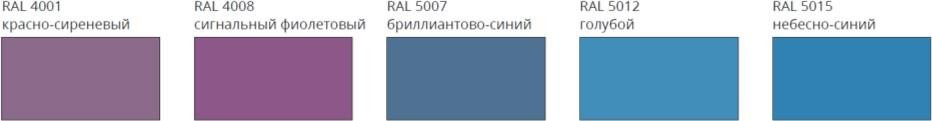 RAL 4001
красно-сиреневый
RAL 4008
сигнальный фиолетовый
RAL 5007
бриллиантово-синий
RAL 5012
голубой
RAL 5015
небесно-синий